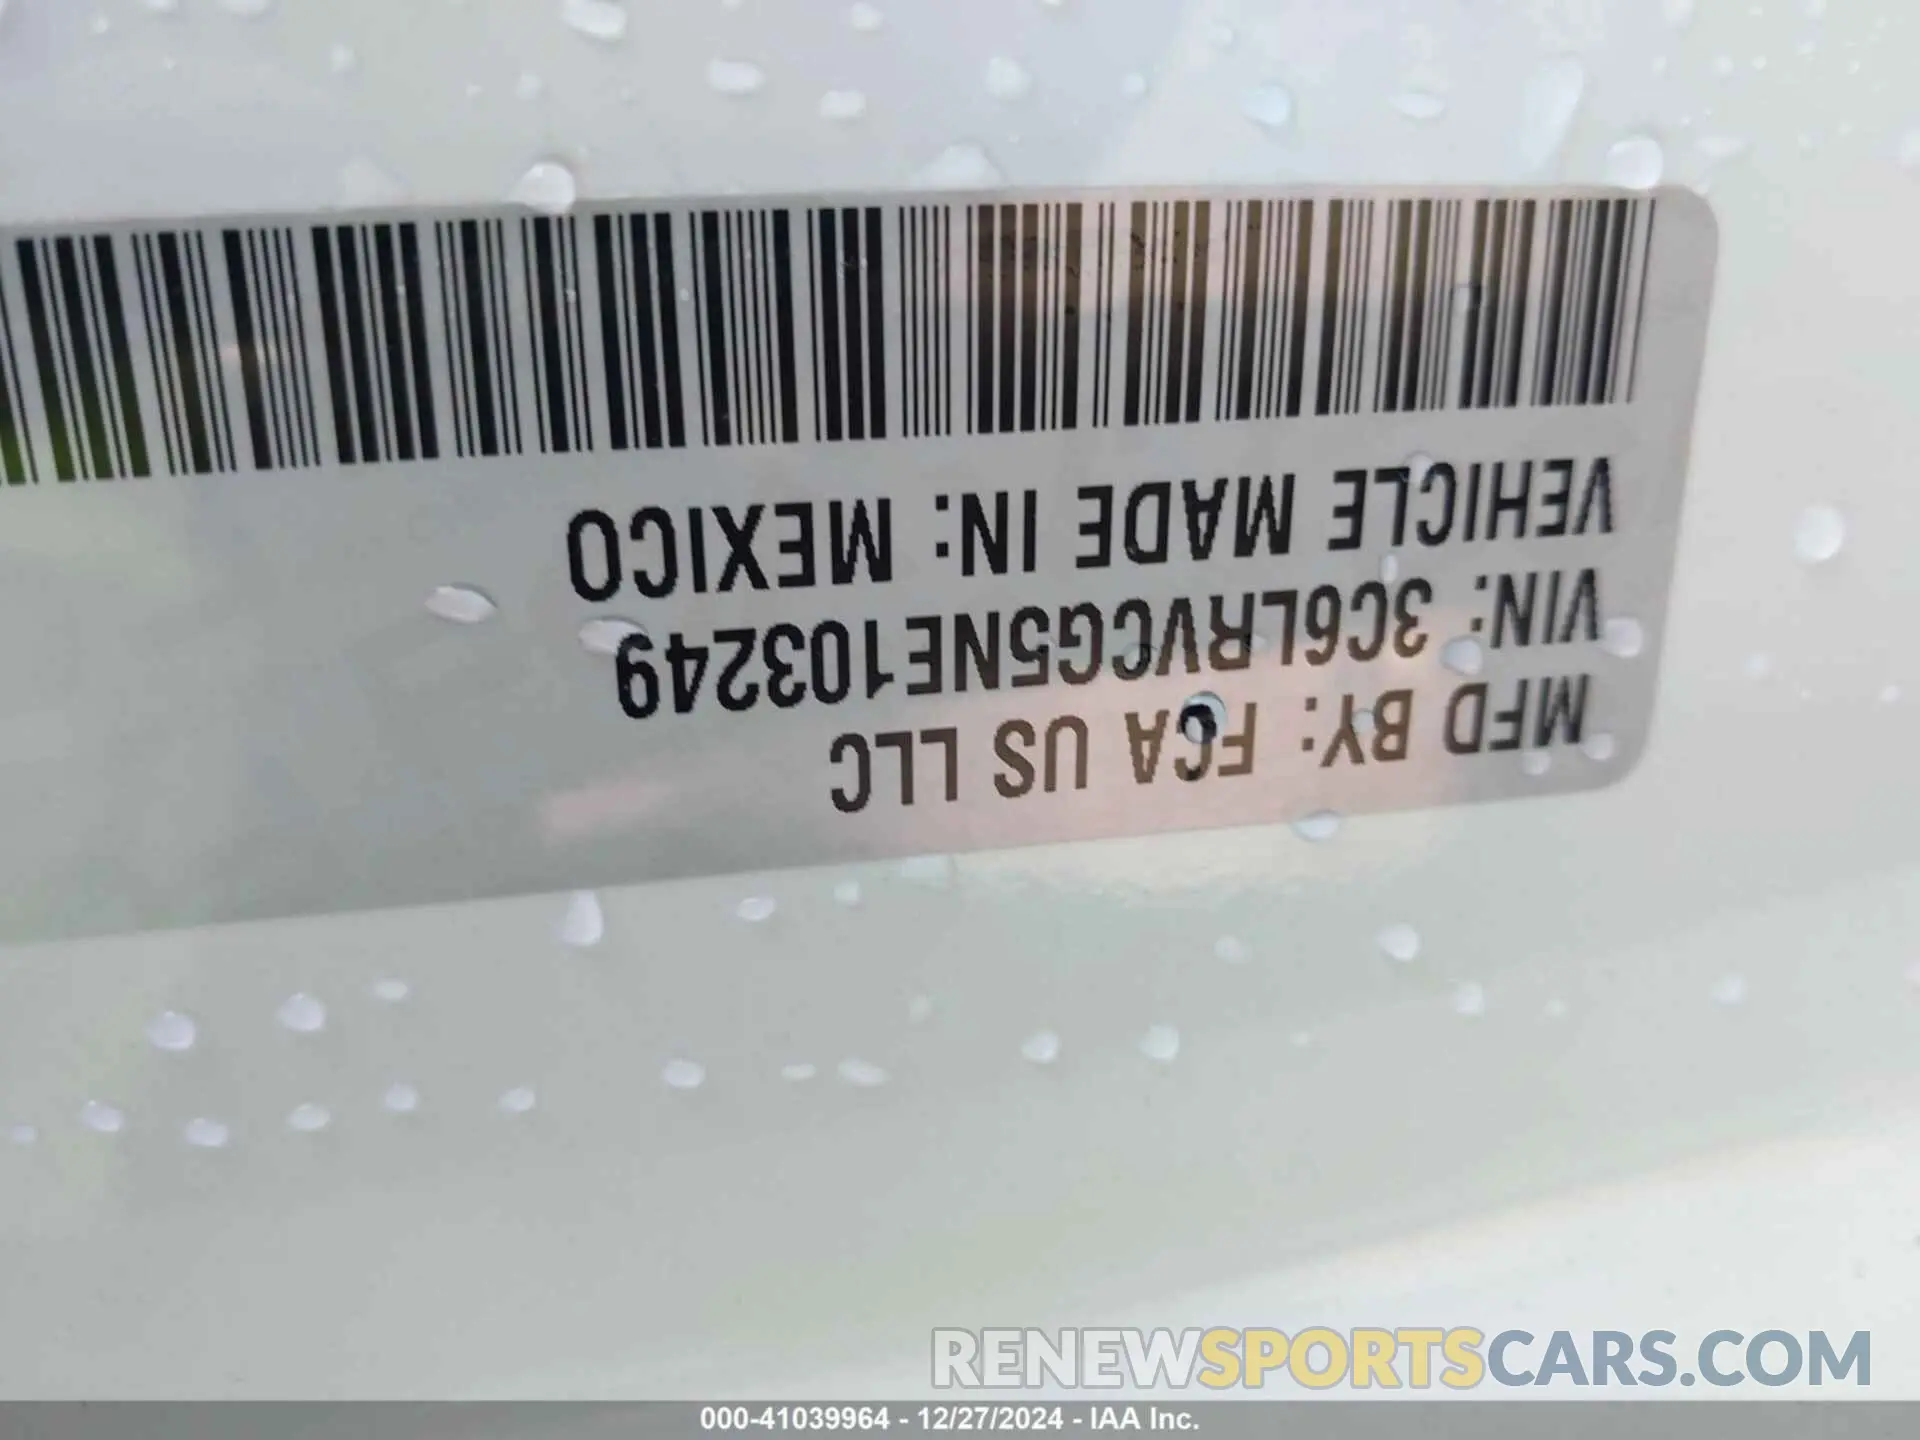 MFD BY: FCA US LLC
VIN: 3C6LRVCG5NE103249
VEHICLE MADE IN: MEXICO
RENEWSPORTSCARS.COM
000-41039964 - 12/27/2024 - IAA Inc.